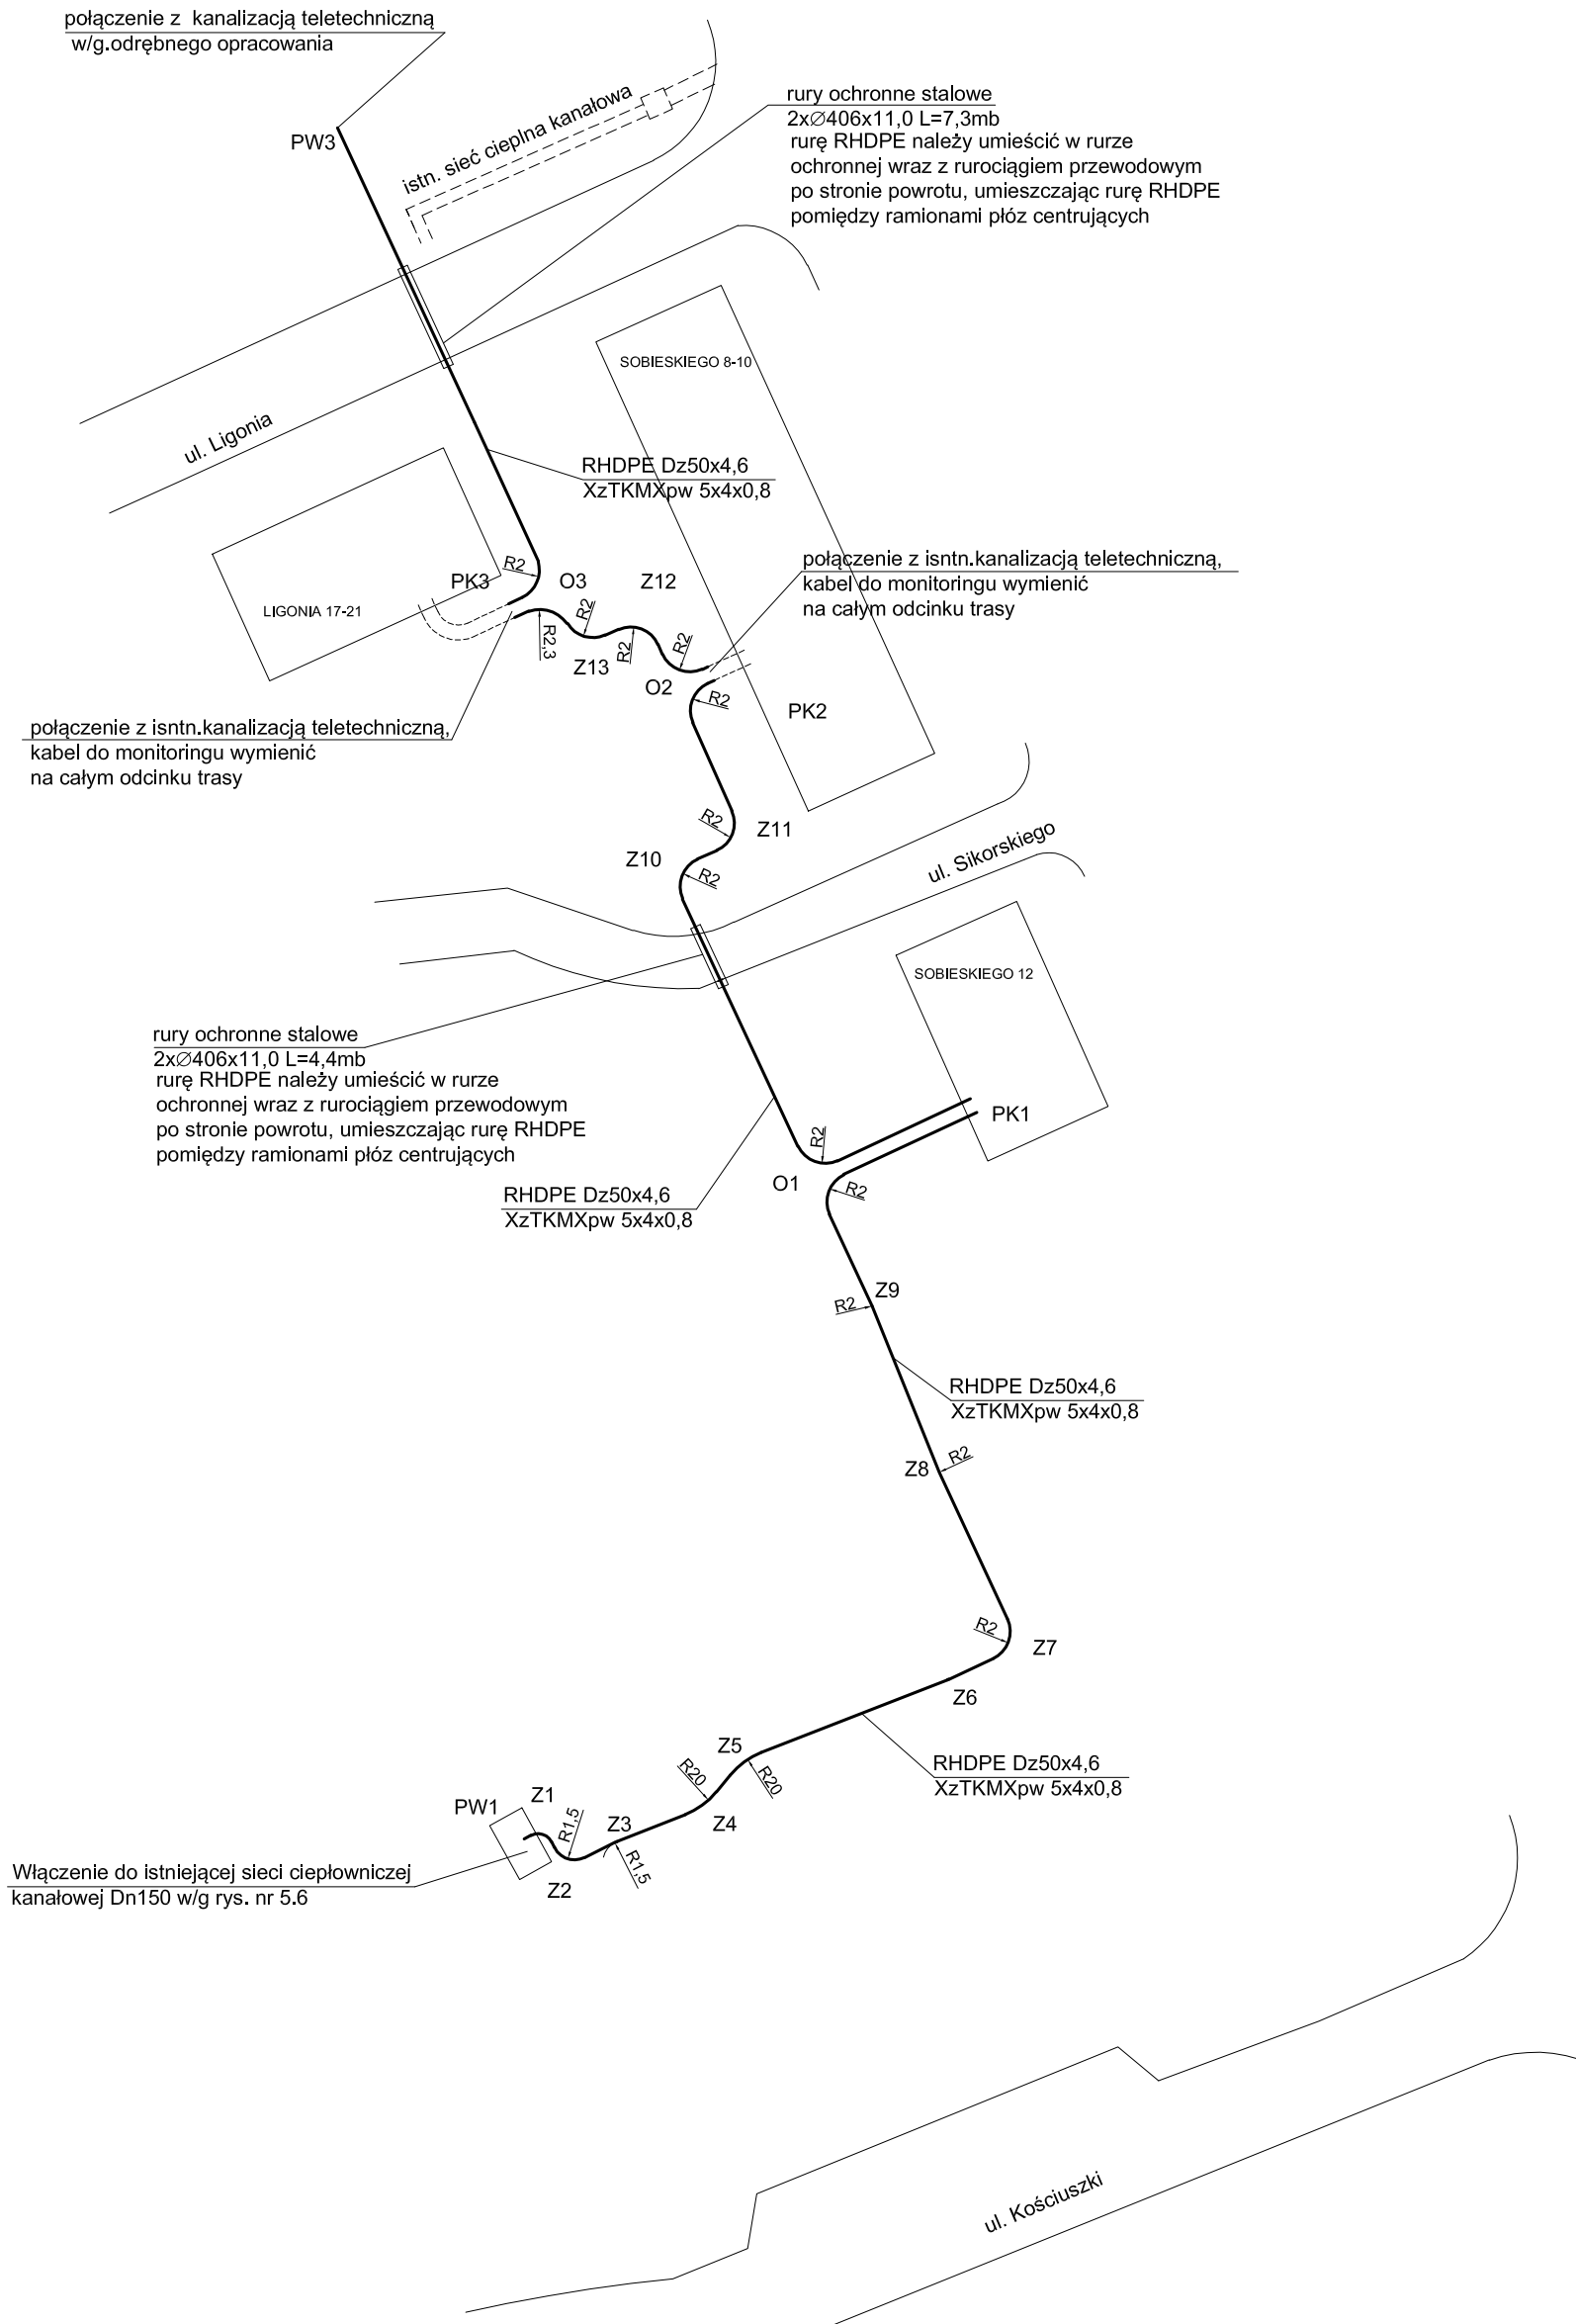 połączenie z kanalizacją teletechniczną
w/g.odrębnego opracowania
PW3
istn. sieć cieplna kanałowa
rury ochronne stalowe
2xØ406x11,0 L=7,3mb
rurę RHDPE należy umieścić w rurze
ochronnej wraz z rurociągiem przewodowym
po stronie powrotu, umieszczając rurę RHDPE
pomiędzy ramionami płóz centrujących
SOBIESKIEGO 8-10
ul. Ligonia
RHDPE Dz50x4,6
XzTKMXpw 5x4x0,8
połączenie z isntn.kanalizacją teletechniczną,
kabel do monitoringu wymienić
na całym odcinku trasy
R2
PK3
O3
Z12
LIGONIA 17-21
R2
R2,3
R2
R2
Z13
O2
R2
PK2
połączenie z isntn.kanalizacją teletechniczną,
kabel do monitoringu wymienić
na całym odcinku trasy
R2
Z11
Z10
R2
ul. Sikorskiego
SOBIESKIEGO 12
rury ochronne stalowe
2xØ406x11,0 L=4,4mb
rurę RHDPE należy umieścić w rurze
ochronnej wraz z rurociągiem przewodowym
po stronie powrotu, umieszczając rurę RHDPE
pomiędzy ramionami płóz centrujących
PK1
R2
O1
R2
RHDPE Dz50x4,6
XzTKMXpw 5x4x0,8
Z9
R2
RHDPE Dz50x4,6
XzTKMXpw 5x4x0,8
Z8
R2
R2
Z7
Z6
Z5
R20
R20
RHDPE Dz50x4,6
XzTKMXpw 5x4x0,8
Z1
PW1
R1,5
Z3
Z4
R1,5
Włączenie do istniejącej sieci ciepłowniczej
kanałowej Dn150 w/g rys. nr 5.6
Z2
ul. Kościuszki